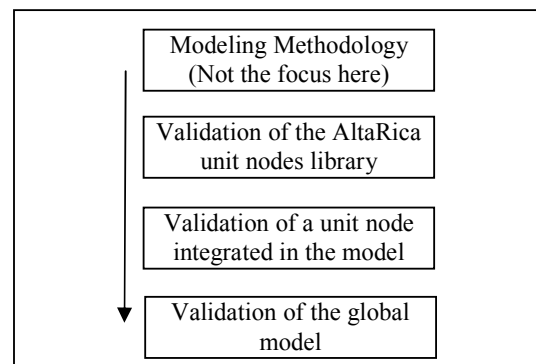 Modeling Methodology
(Not the focus here)
Validation of the AltaRica
unit nodes library
Validation of a unit node
integrated in the model
Validation of the global
model